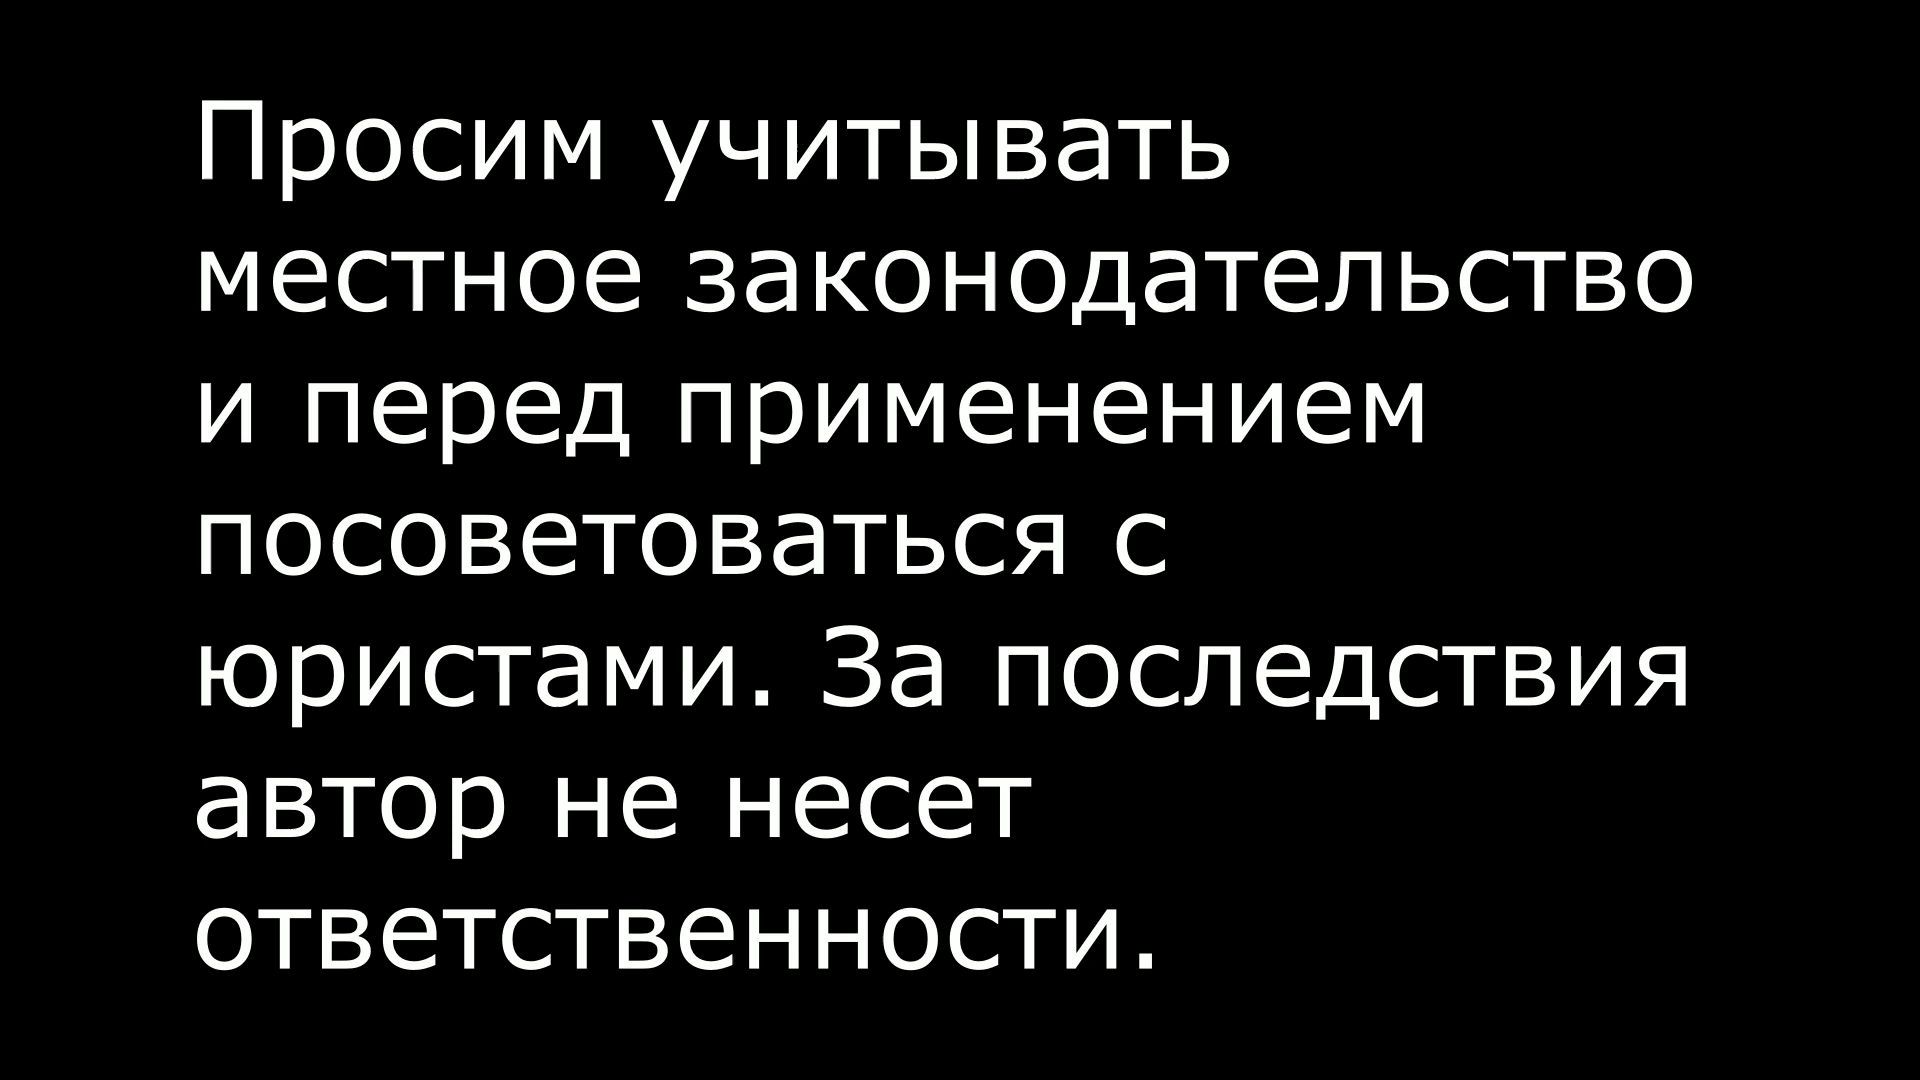 Просим учитывать
местное законодательство
и перед применением
посоветоваться с
юристами. За последствия
автор не несет
ответственности.